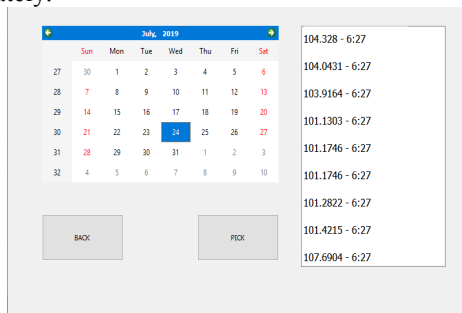 July, 2019
Sun Mon Tue Wed Thu Fri Sat
27 30 1 2 3 4 5 6
28 7 8 9 10 11 12 13
29 14 15 16 17 18 19 20
30 21 22 23 24 25 26 27
31 28 29 30 31 1 2 3
32 4 5 6 7 8 9 10
BACK PICK
104.328 - 6:27
104.0431 - 6:27
103.9164 - 6:27
101.1303 - 6:27
101.1746 - 6:27
101.1746 - 6:27
101.2822 - 6:27
101.4215 - 6:27
107.6904 - 6:27